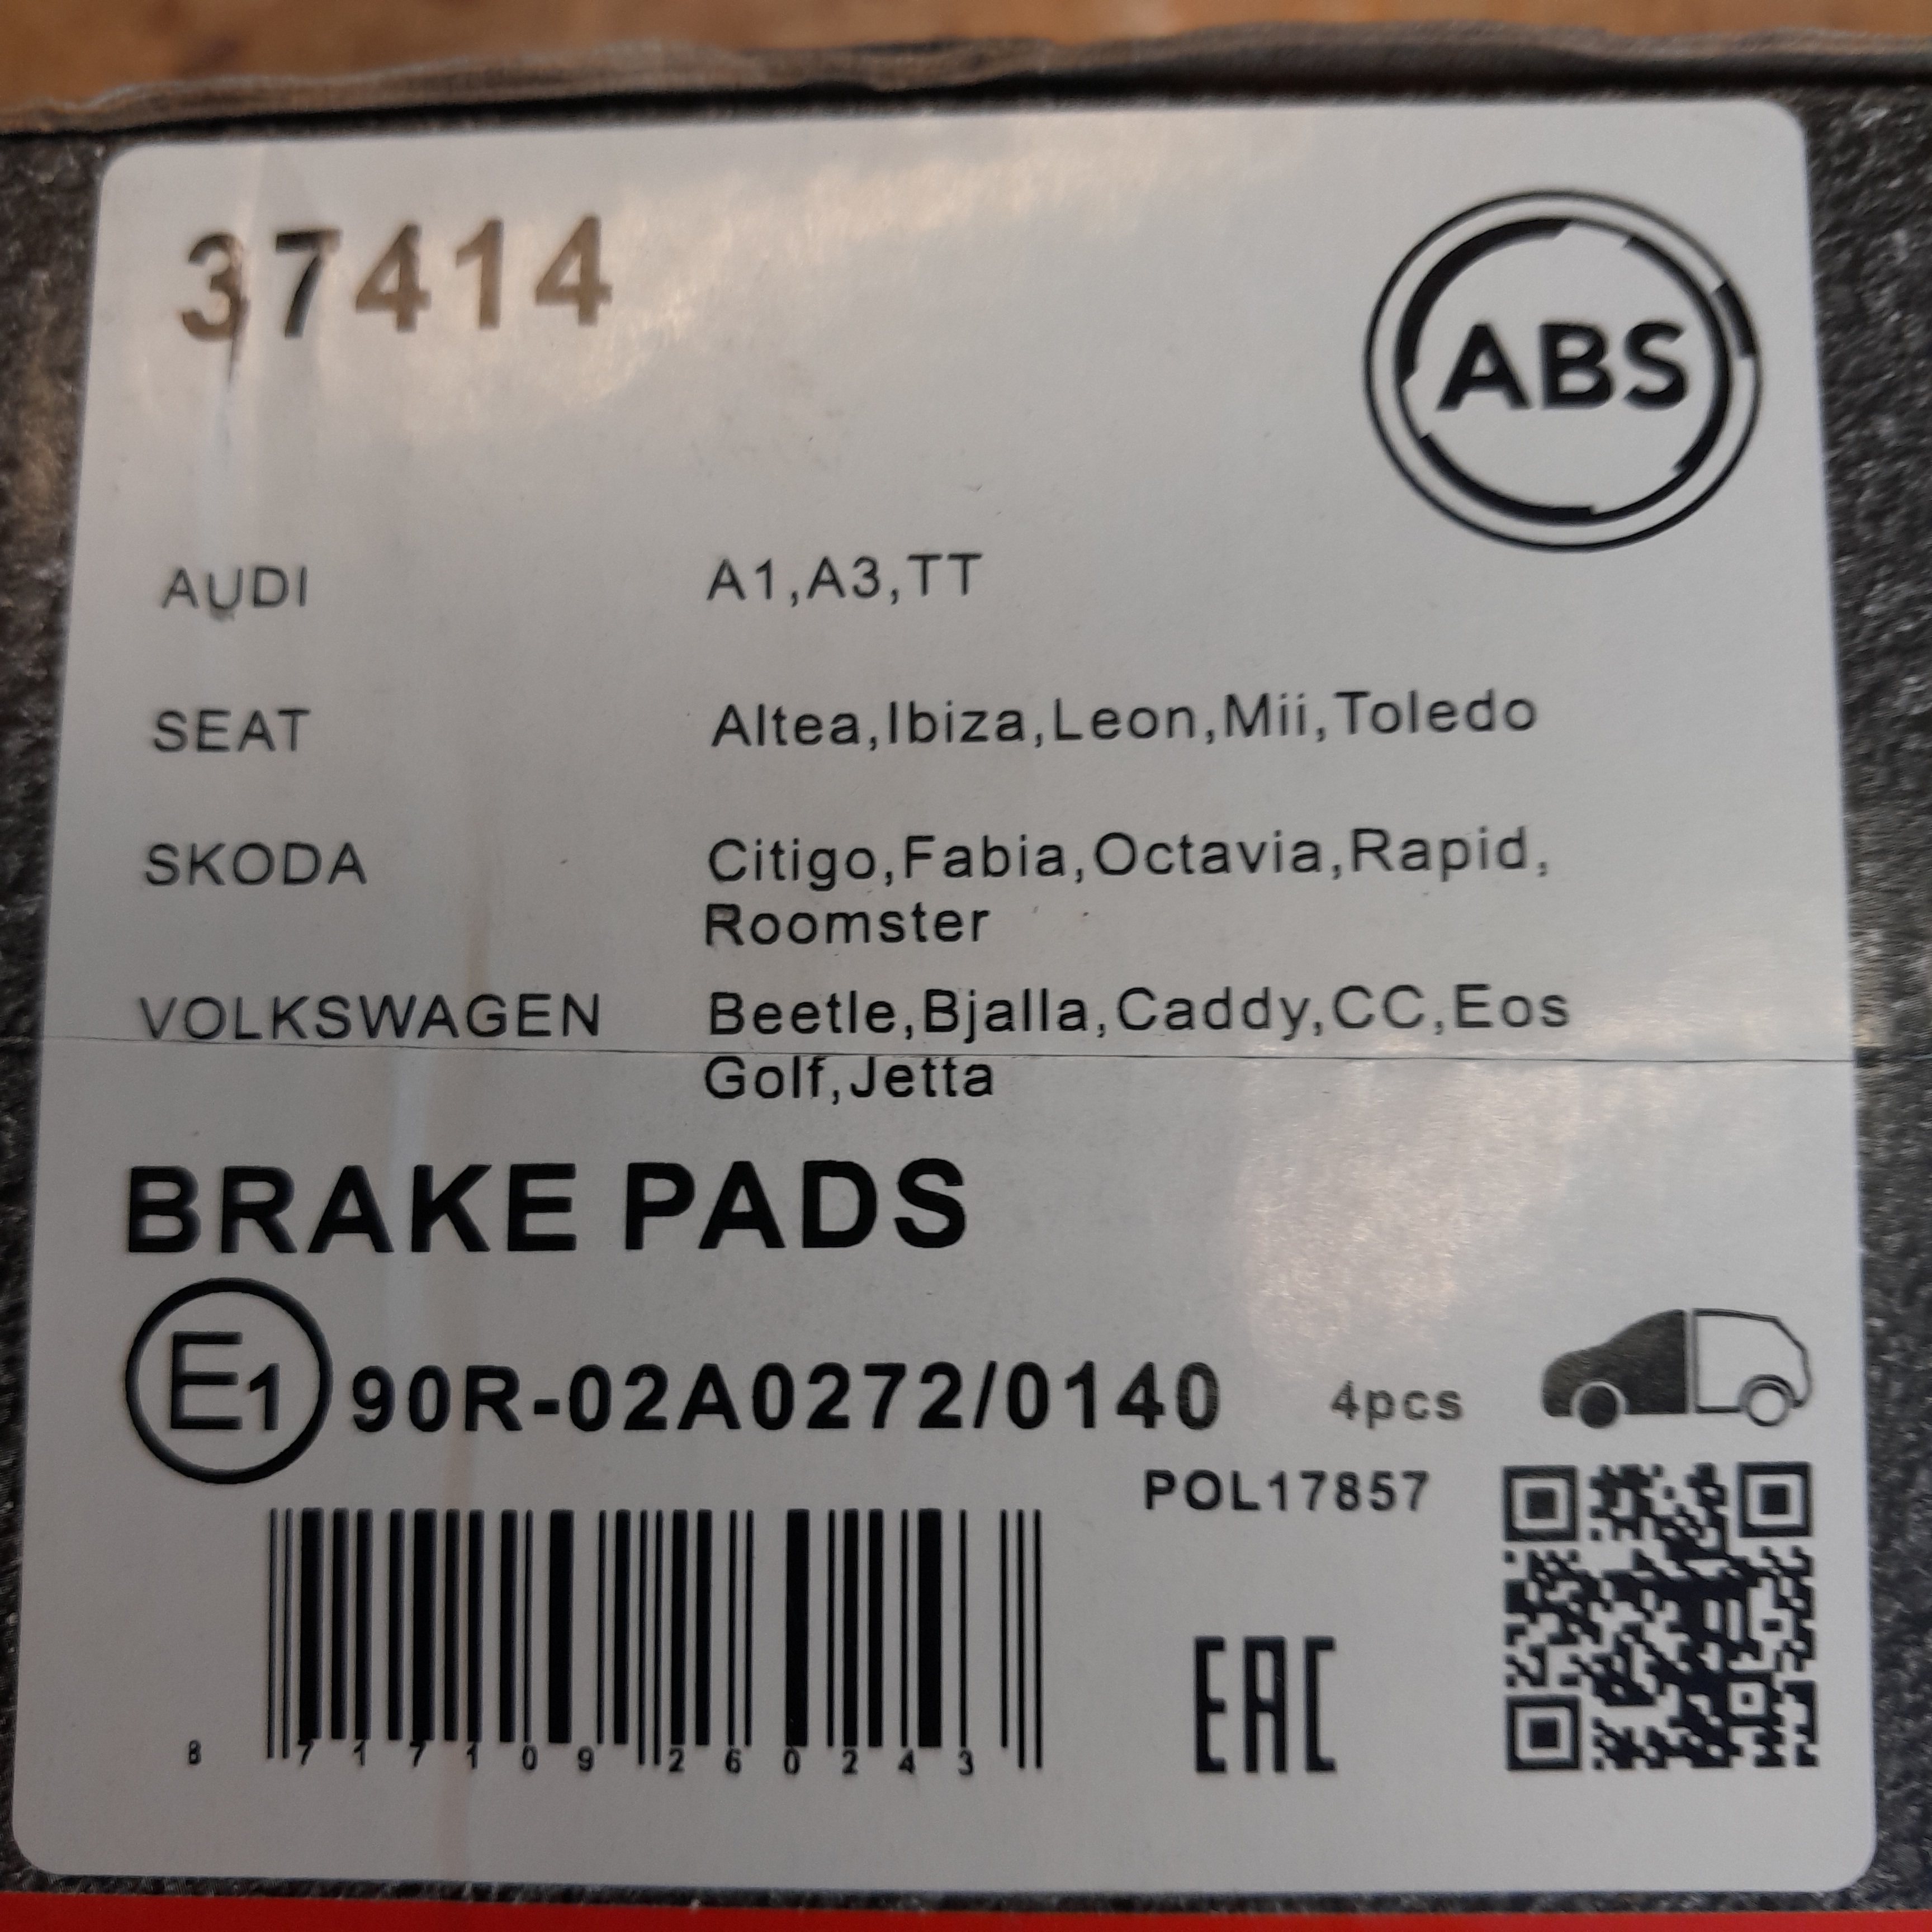 37414
ABS
AUDI A1,A3,TT
SEAT Altea,Ibiza,Leon,Mii,Toledo
SKODA Citigo,Fabia,Octavia,Rapid,
Roomster
VOLKSWAGEN Beetle,Bjalla,Caddy,CC,Eos
Golf,Jetta
BRAKE PADS
E1 90R-02A0272/0140 4pcs
POL17857
EAC
8 717109 260243